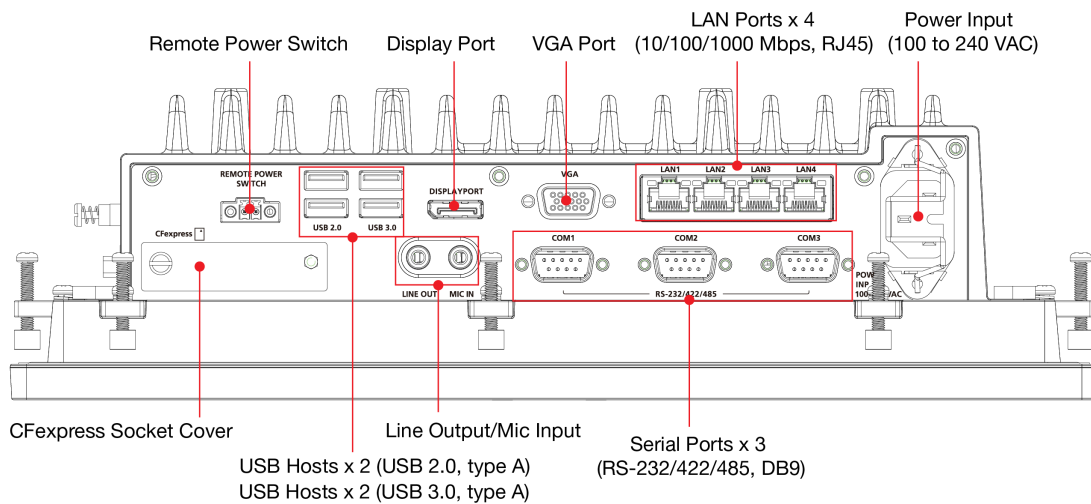 LAN Ports x 4
(10/100/1000 Mbps, RJ45)
Power Input
(100 to 240 VAC)
Remote Power Switch
Display Port
VGA Port
REMOTE POWER
SWITCH
DISPLAYPORT
VGA
LAN1
LAN2
LAN3
LAN4
USB 2.0
USB 3.0
CFexpress
COM1
COM2
COM3
LINE OUT
MIC IN
RS-232/422/485
POW
INP
100
VAC
CFexpress Socket Cover
Line Output/Mic Input
Serial Ports x 3
(RS-232/422/485, DB9)
USB Hosts x 2 (USB 2.0, type A)
USB Hosts x 2 (USB 3.0, type A)